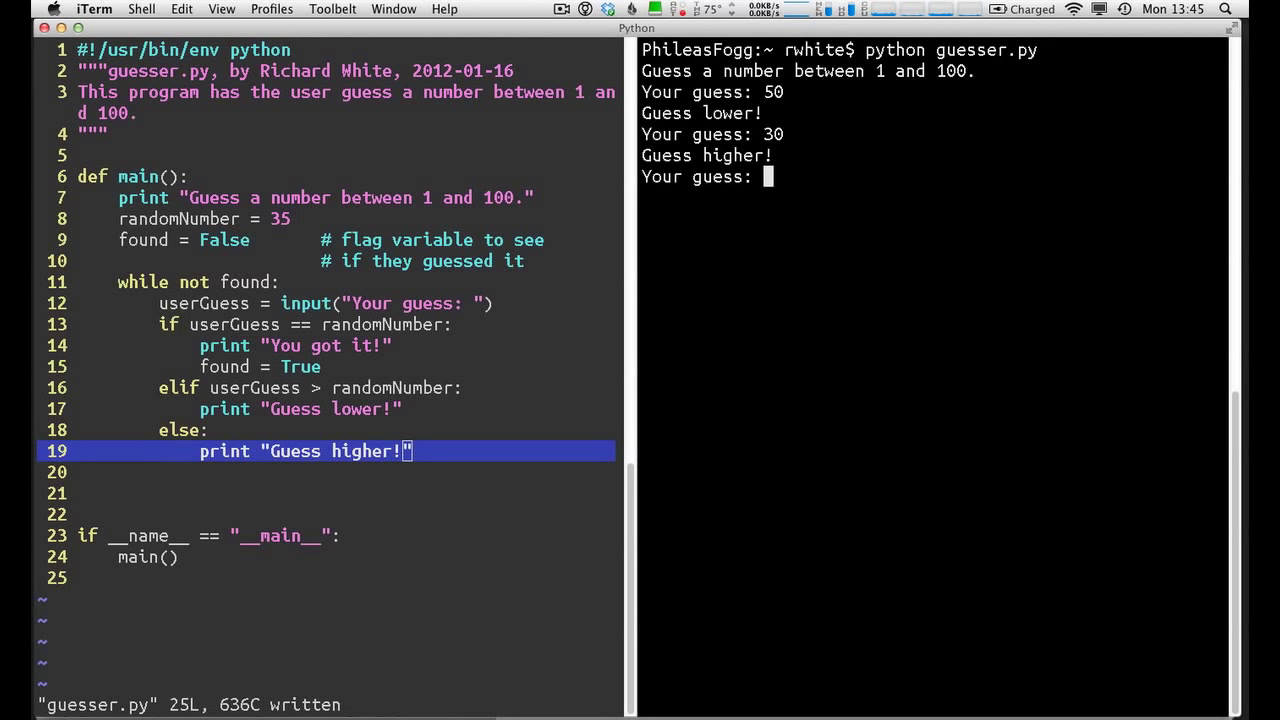 iTerm Shell Edit View Profiles Toolbelt Window Help 75° 0.0KB/s 0.0KB/s Charged Mon 13:45
Python
1 #!/usr/bin/env python
2 """guesser.py, by Richard White, 2012-01-16
3 This program has the user guess a number between 1 an
d 100.
4 """
5
6 def main():
7 print "Guess a number between 1 and 100."
8 randomNumber = 35
9 found = False # flag variable to see
10 # if they guessed it
11 while not found:
12 userGuess = input("Your guess: ")
13 if userGuess == randomNumber:
14 print "You got it!"
15 found = True
16 elif userGuess > randomNumber:
17 print "Guess lower!"
18 else:
19 print "Guess higher!"
20
21
22
23 if __name__ == "__main__":
24 main()
25
~
~
~
~
~
"guesser.py" 25L, 636C written
PhileasFogg:~ rwhite$ python guesser.py
Guess a number between 1 and 100.
Your guess: 50
Guess lower!
Your guess: 30
Guess higher!
Your guess: